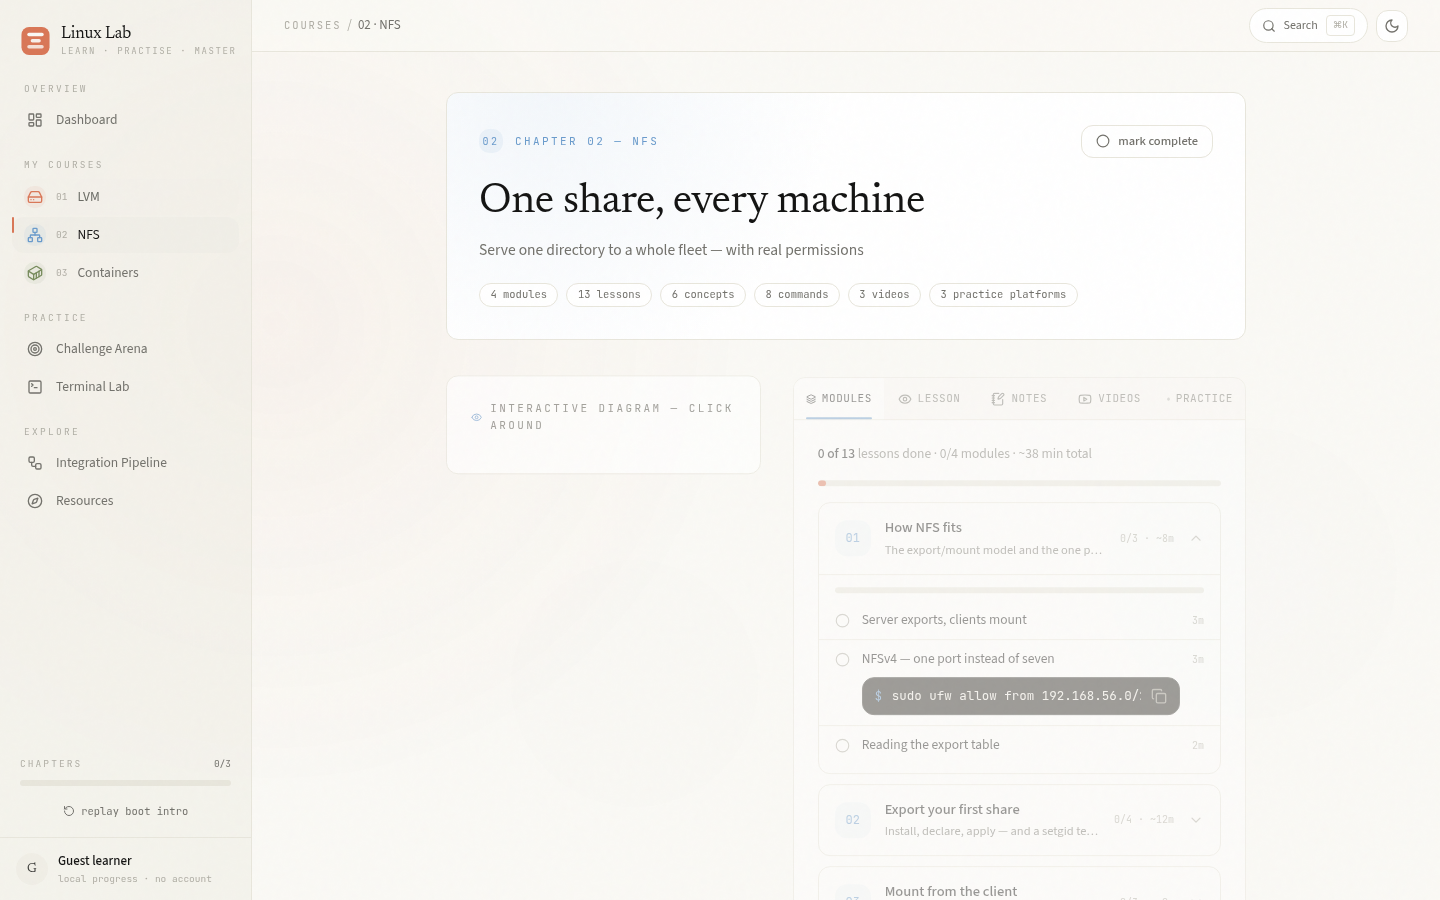 Linux Lab
LEARN · PRACTISE · MASTER
OVERVIEW
Dashboard
MY COURSES
01 LVM
02 NFS
03 Containers
PRACTICE
Challenge Arena
Terminal Lab
EXPLORE
Integration Pipeline
Resources
CHAPTERS 0/3
replay boot intro
G
Guest learner
local progress · no account
COURSES / 02 · NFS
Search ⌘K
02 CHAPTER 02 — NFS
mark complete
One share, every machine
Serve one directory to a whole fleet — with real permissions
4 modules
13 lessons
6 concepts
8 commands
3 videos
3 practice platforms
INTERACTIVE DIAGRAM — CLICK
AROUND
MODULES
LESSON
NOTES
VIDEOS
PRACTICE
0 of 13 lessons done · 0/4 modules · ~38 min total
01 How NFS fits 0/3 · ~8m
The export/mount model and the one p…
Server exports, clients mount 3m
NFSv4 — one port instead of seven 3m
$ sudo ufw allow from 192.168.56.0/
Reading the export table 2m
02 Export your first share 0/4 · ~12m
Install, declare, apply — and a setgid te…
Mount from the client